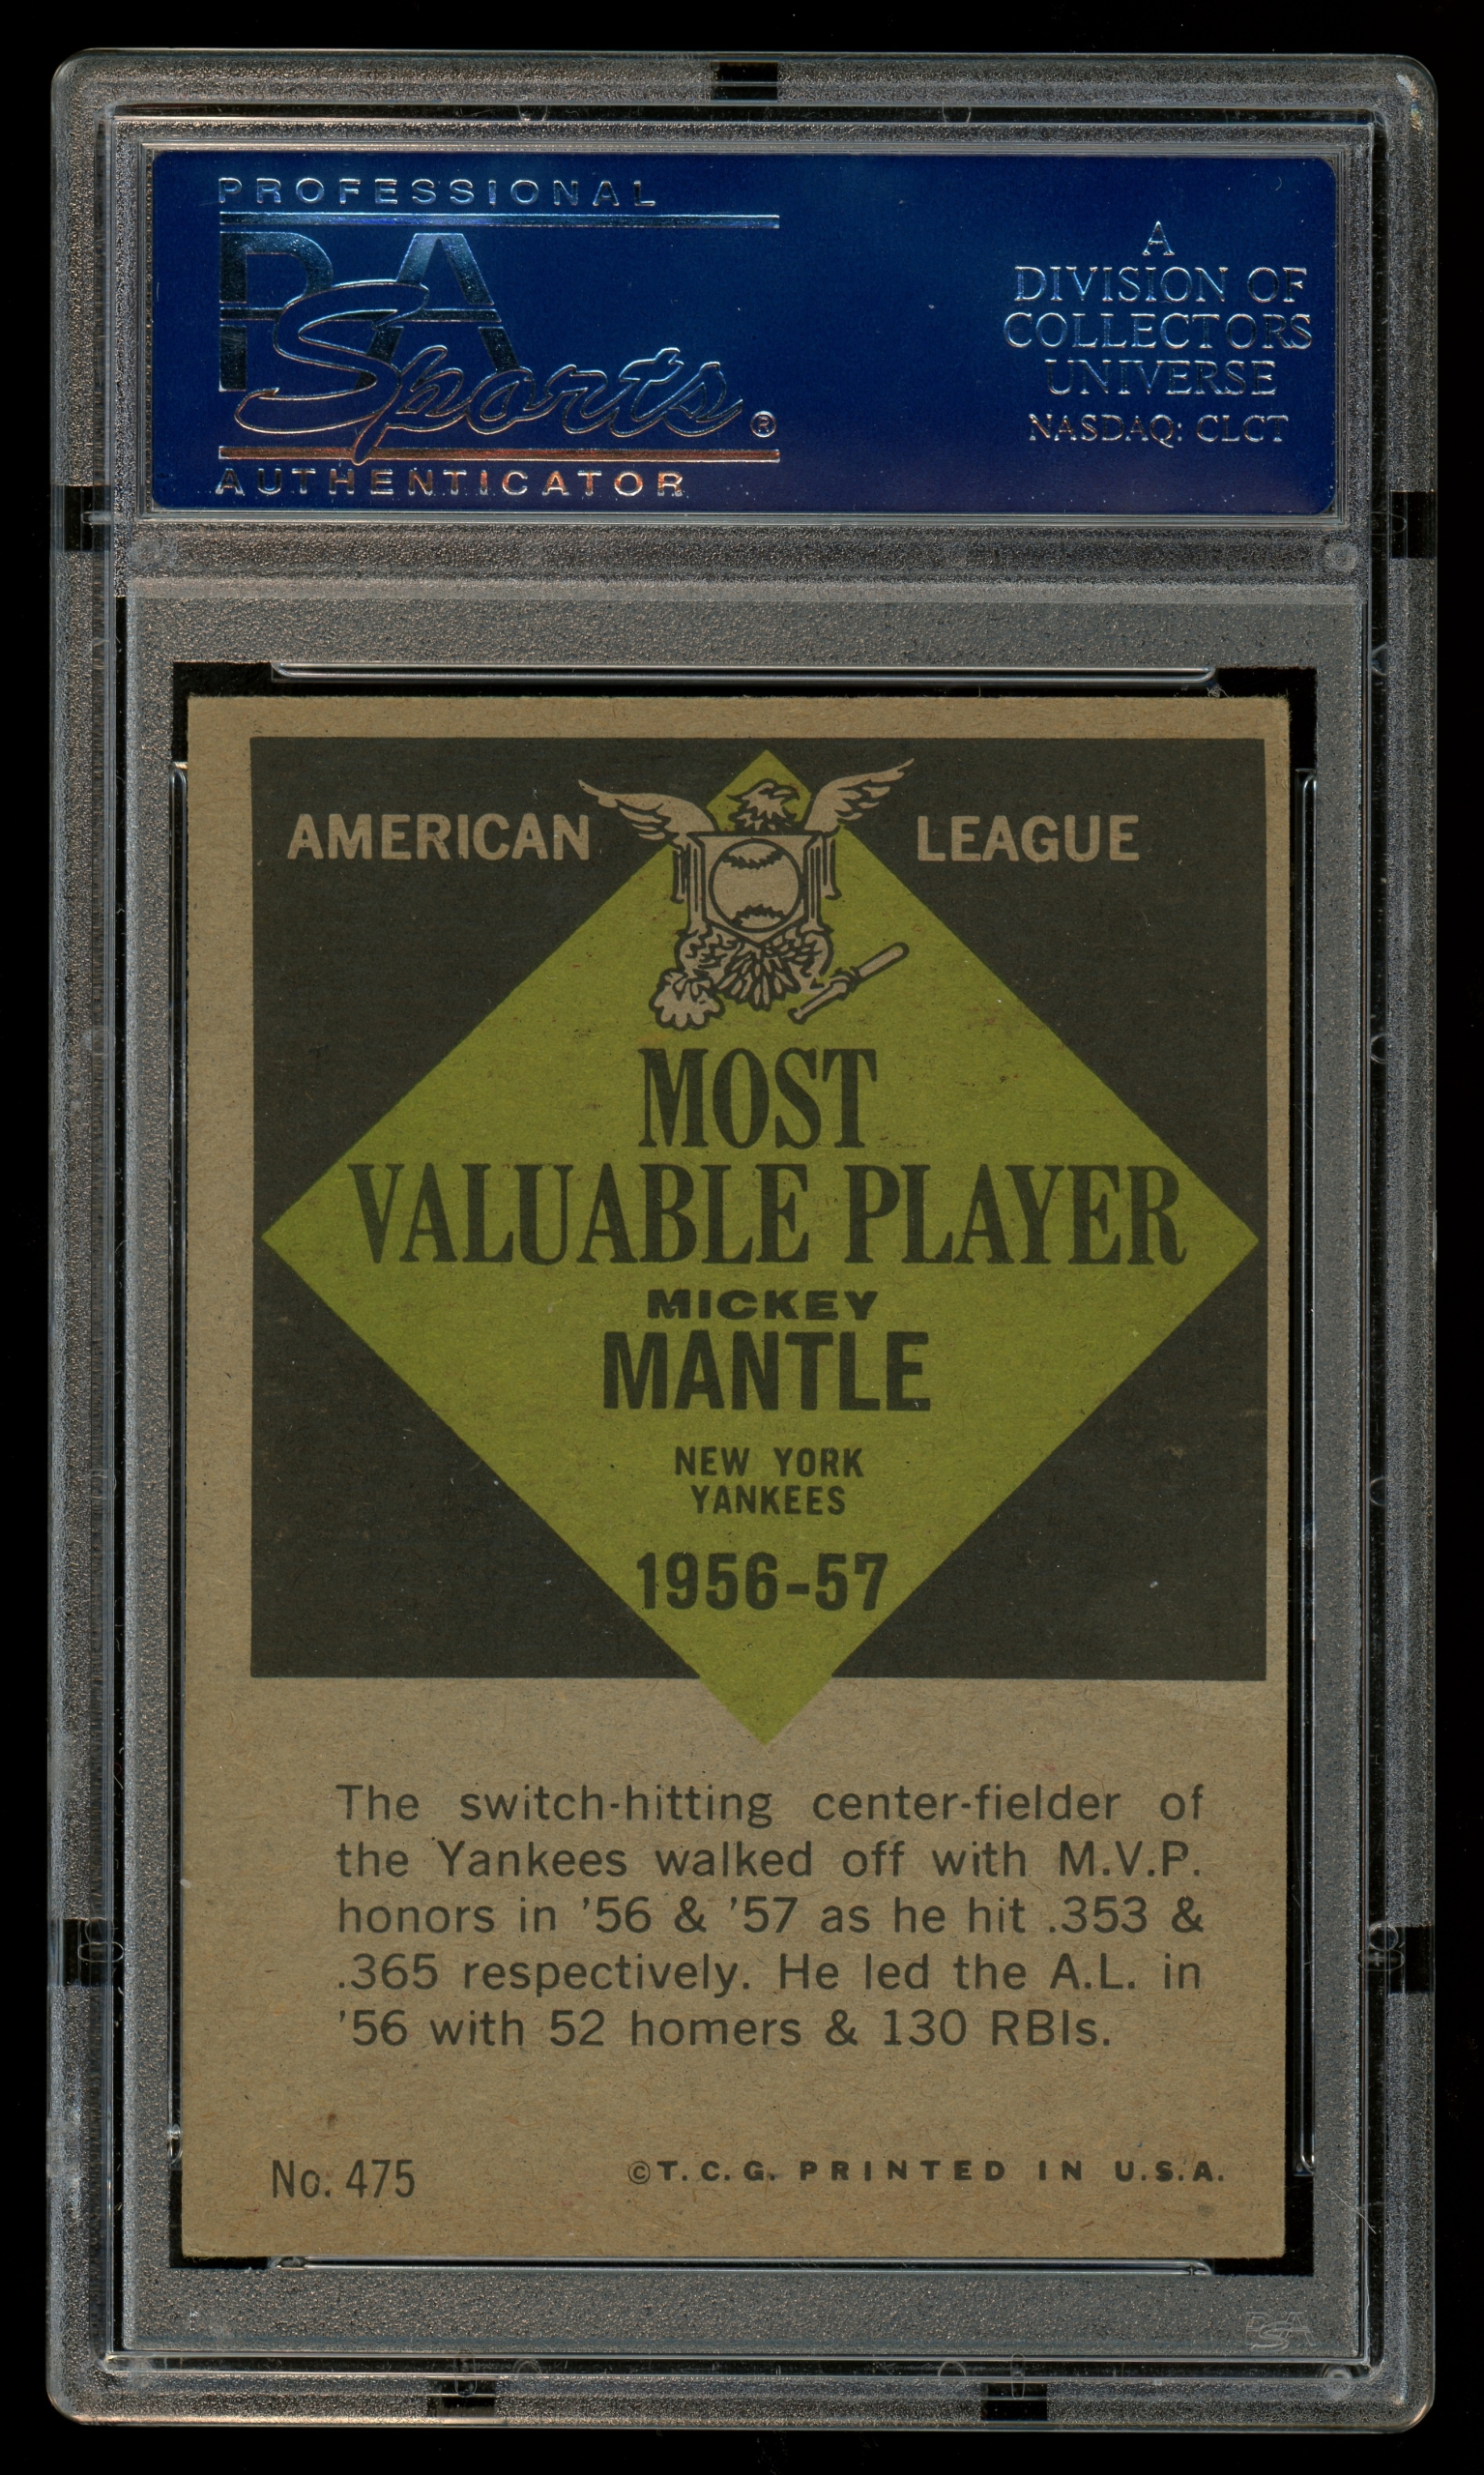 PROFESSIONAL
PSA
Sports®
AUTHENTICATOR
A
DIVISION OF
COLLECTORS
UNIVERSE
NASDAQ: CLCT
AMERICAN LEAGUE
MOST
VALUABLE PLAYER
MICKEY
MANTLE
NEW YORK
YANKEES
1956-57
The switch-hitting center-fielder of
the Yankees walked off with M.V.P.
honors in '56 & '57 as he hit .353 &
.365 respectively. He led the A.L. in
'56 with 52 homers & 130 RBIs.
No. 475
©T.C.G. PRINTED IN U.S.A.
PSA